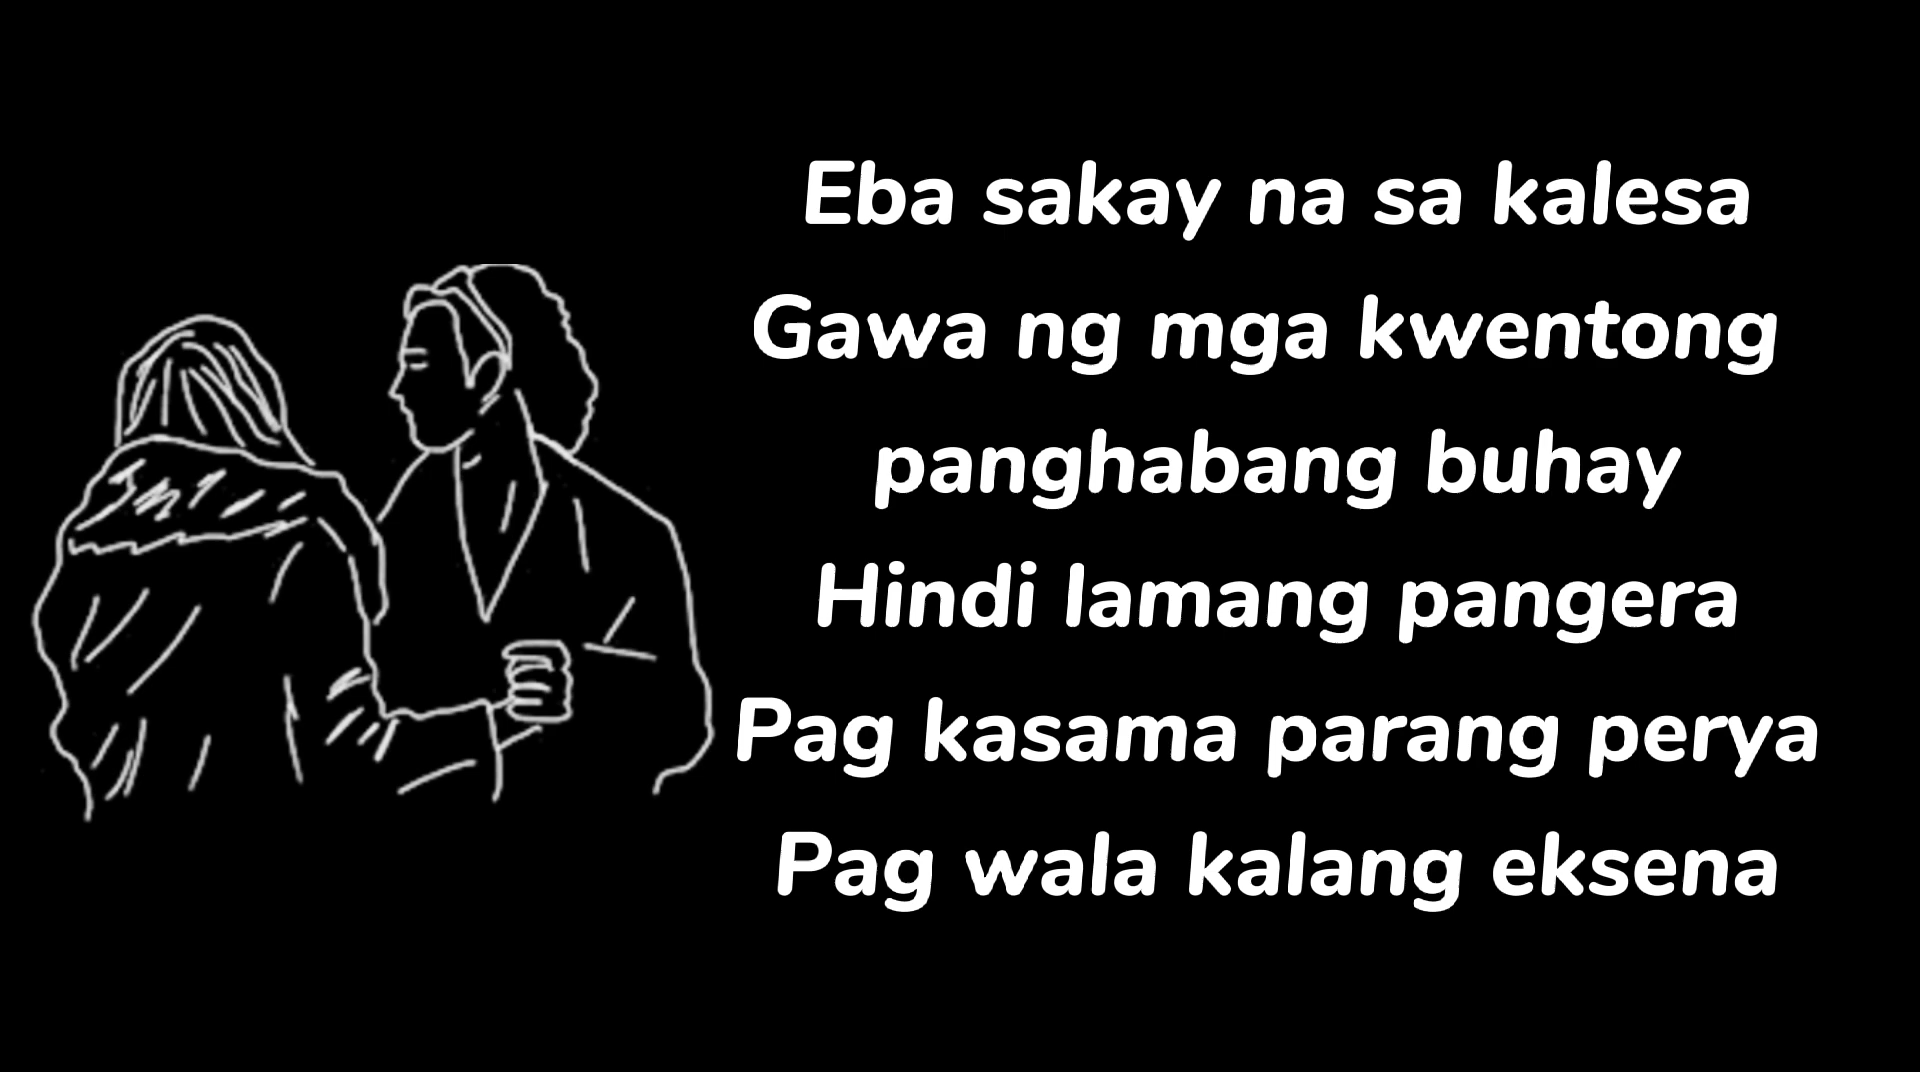 Eba sakay na sa kalesa
Gawa ng mga kwentong
panghabang buhay
Hindi lamang pangera
Pag kasama parang perya
Pag wala kalang eksena